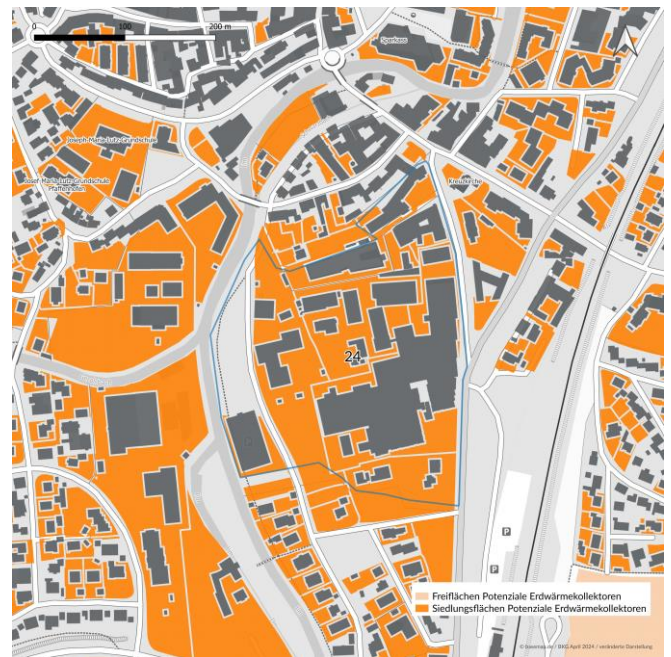 0 100 200 m
Sparkasse
Joseph-Maria-Lutz-Grundschule
Josef-Maria-Lutz-Grundschule
Pfaffenhofen
Kreuzkirche
24
P
P
Freiflächen Potenziale Erdwärmekollektoren
Siedlungsflächen Potenziale Erdwärmekollektoren
© basemap.de / BKG April 2024 / veränderte Darstellung